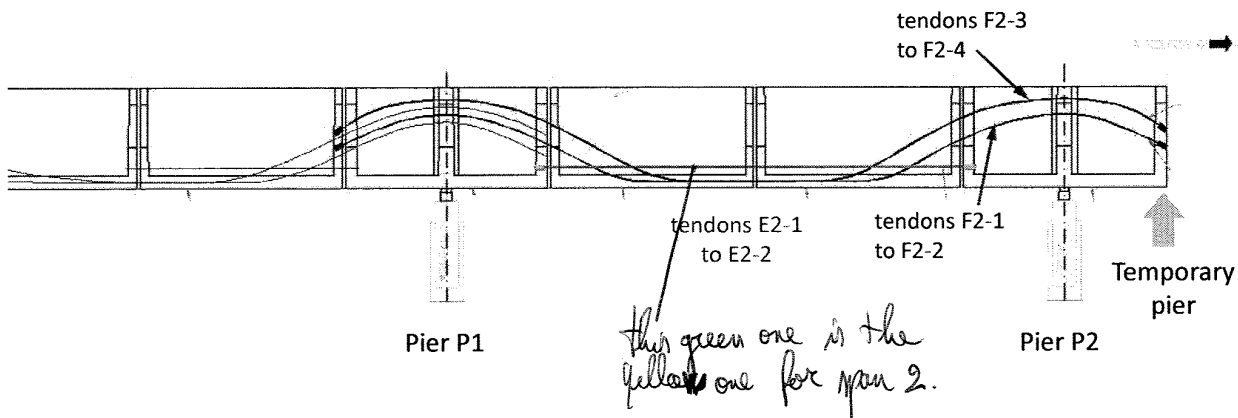 tendons F2-3
to F2-4
tendons E2-1
to E2-2
tendons F2-1
to F2-2
Temporary
pier
Pier P1
Pier P2
this green one is the
yellow one for span 2.